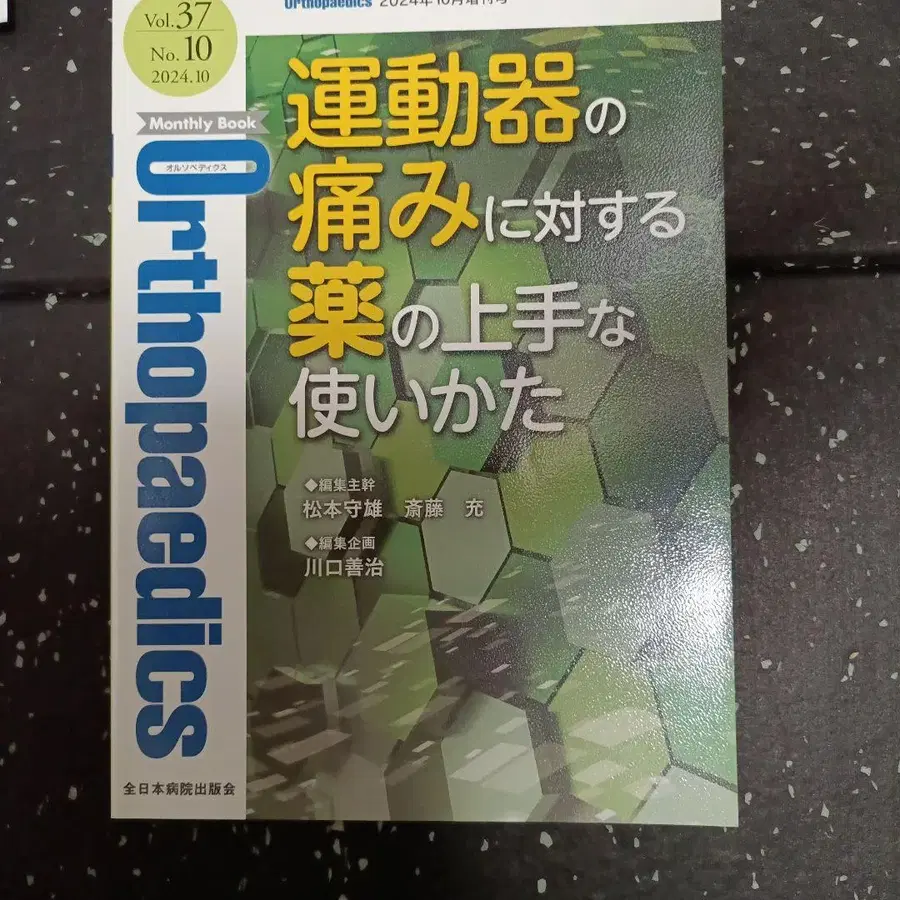 Orthopaedics 2024年10月増刊号
Vol.37
No.10
2024.10
Monthly Book
オルソペディクス
Orthopaedics
運動器の
痛みに対する
薬の上手な
使いかた
◆編集主幹
松本守雄 斎藤 充
◆編集企画
川口善治
全日本病院出版会